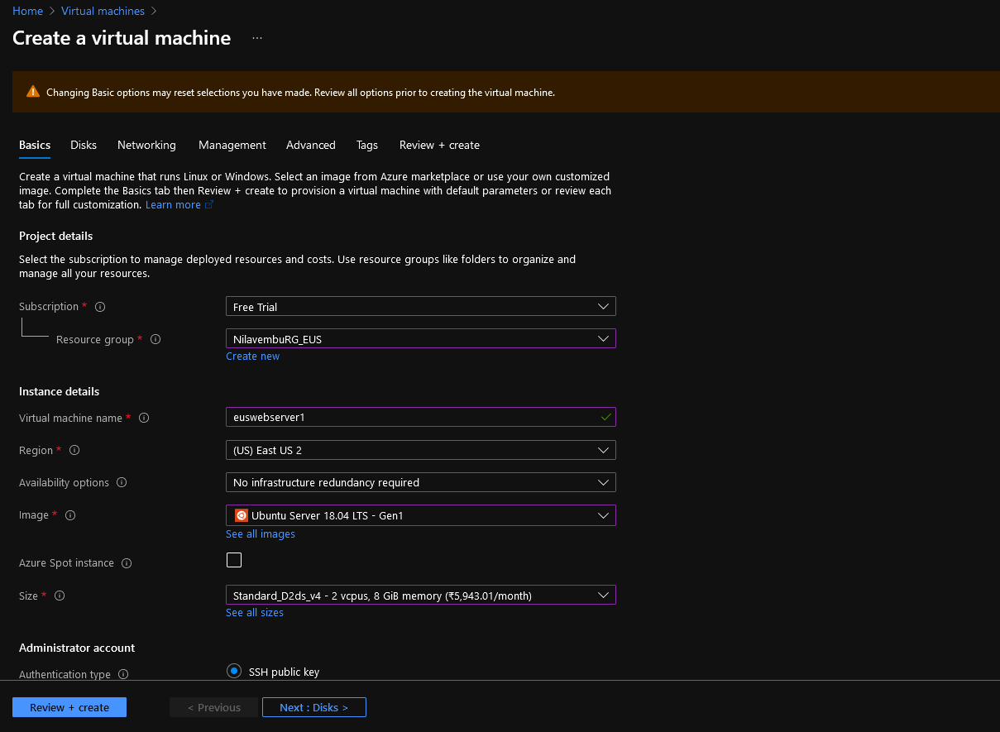 Home > Virtual machines >
Create a virtual machine ...
Changing Basic options may reset selections you have made. Review all options prior to creating the virtual machine.
Basics Disks Networking Management Advanced Tags Review + create
Create a virtual machine that runs Linux or Windows. Select an image from Azure marketplace or use your own customized
image. Complete the Basics tab then Review + create to provision a virtual machine with default parameters or review each
tab for full customization. Learn more
Project details
Select the subscription to manage deployed resources and costs. Use resource groups like folders to organize and
manage all your resources.
Subscription * Free Trial
Resource group * NilavembuRG_EUS
Create new
Instance details
Virtual machine name * euswebserver1
Region * (US) East US 2
Availability options No infrastructure redundancy required
Image * Ubuntu Server 18.04 LTS - Gen1
See all images
Azure Spot instance
Size * Standard_D2ds_v4 - 2 vcpus, 8 GiB memory (₹5,943.01/month)
See all sizes
Administrator account
Authentication type SSH public key
Review + create < Previous Next : Disks >